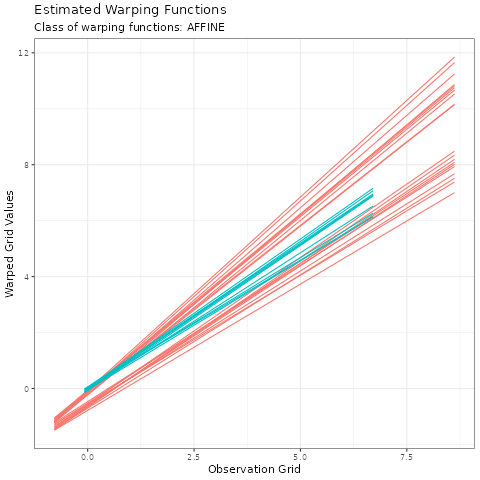 Estimated Warping Functions
Class of warping functions: AFFINE
Warped Grid Values
12
8
4
0
0.0 2.5 5.0 7.5
Observation Grid